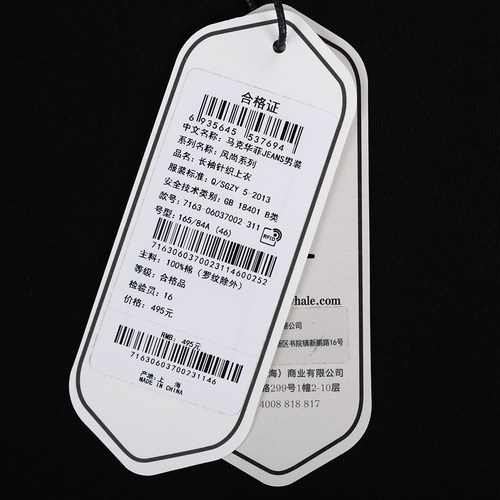 合格证
6 935645 537694
中文名称: 马克华菲JEANS男装
系列名称: 风尚系列
品名: 长袖针织上衣
服装标准: Q/SGZY 5-2013
安全技术类别: GB 18401 B类
款号: 7163-06037002 311
号型: 165/84A (46)
RFID
71630603700231146002​52
主料: 100%棉 (罗纹除外)
等级: 合格品
检验员: 16
价格: 495元
RMB: 495元
71630603700231146
产地: 上 海
MADE IN CHINA
whale.com
限公司
新区书院镇新鹏路16号
海) 商业有限公司
路299号1幢2-10层
4008 818 817